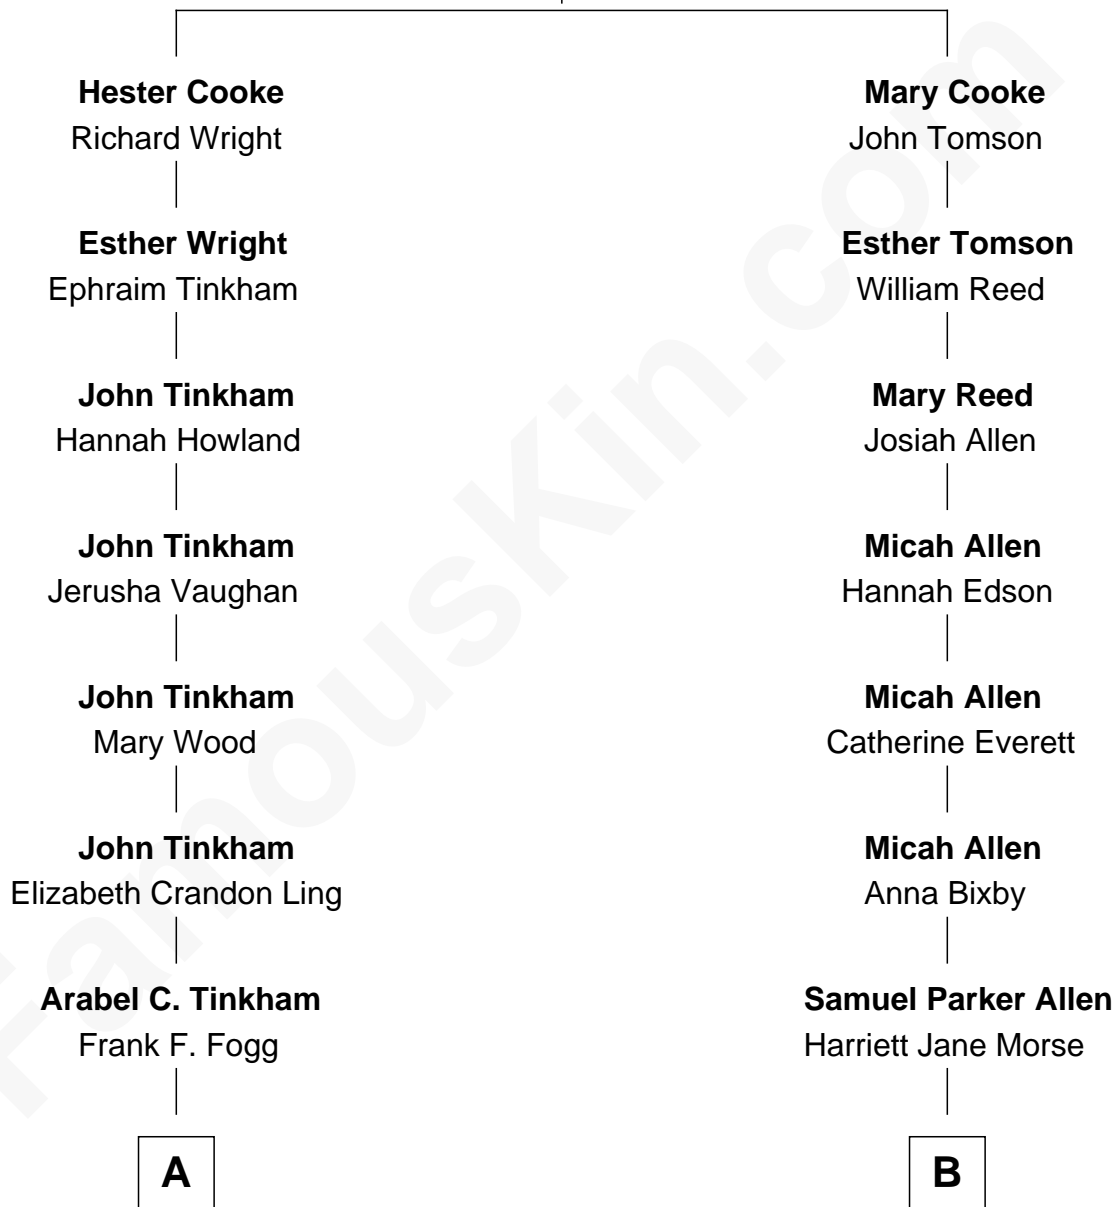 Hester Cooke
Richard Wright
Esther Wright
Ephraim Tinkham
John Tinkham
Hannah Howland
John Tinkham
Jerusha Vaughan
John Tinkham
Mary Wood
John Tinkham
Elizabeth Crandon Ling
Arabel C. Tinkham
Frank F. Fogg
A
Mary Cooke
John Tomson
Esther Tomson
William Reed
Mary Reed
Josiah Allen
Micah Allen
Hannah Edson
Micah Allen
Catherine Everett
Micah Allen
Anna Bixby
Samuel Parker Allen
Harriett Jane Morse
B
FamousKin.com